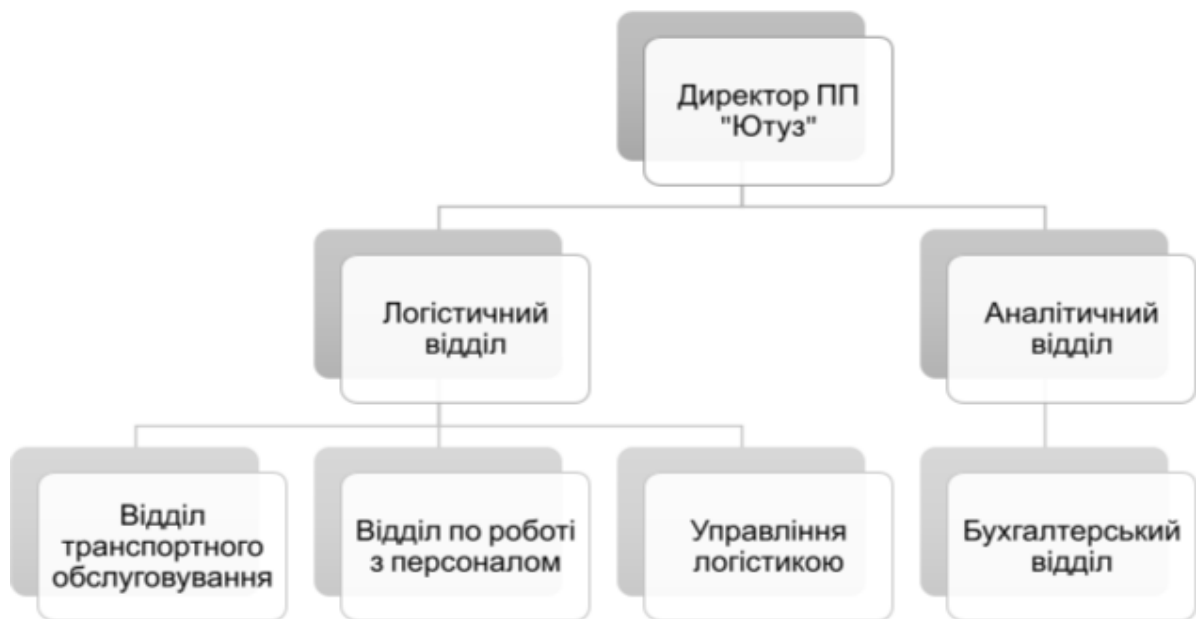 Директор ПП
"Ютуз"
Логістичний
відділ
Аналітичний
відділ
Відділ
транспортного
обслуговування
Відділ по роботі
з персоналом
Управління
логістикою
Бухгалтерський
відділ